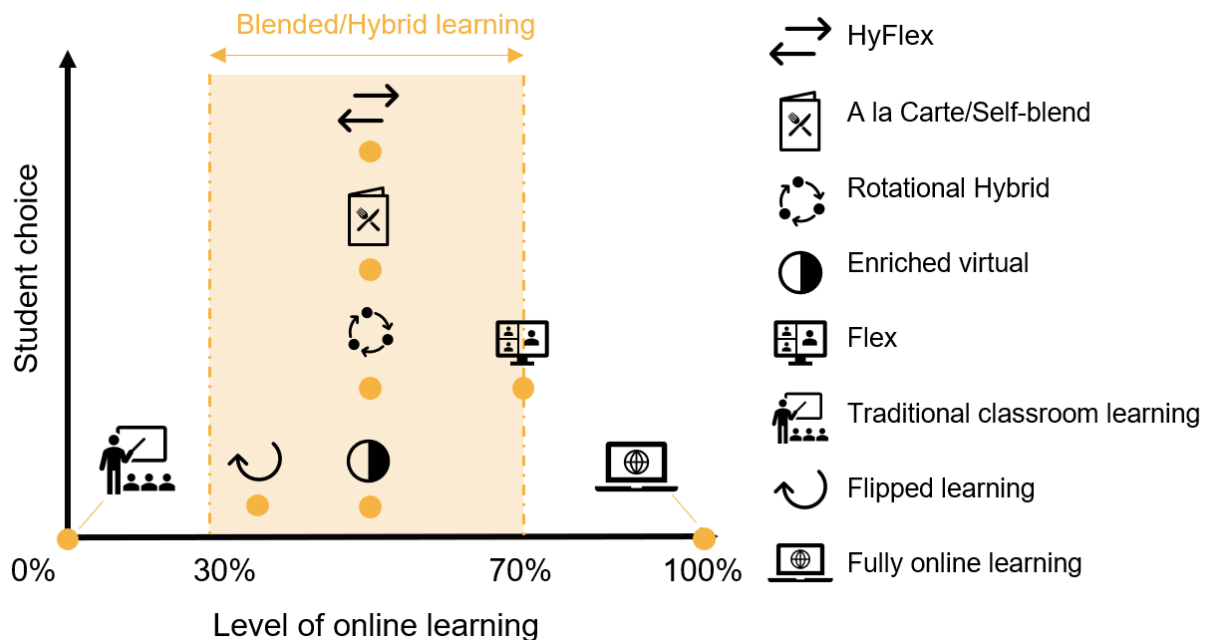 Blended/Hybrid learning
Student choice
0%
30%
70%
100%
Level of online learning
HyFlex
A la Carte/Self-blend
Rotational Hybrid
Enriched virtual
Flex
Traditional classroom learning
Flipped learning
Fully online learning